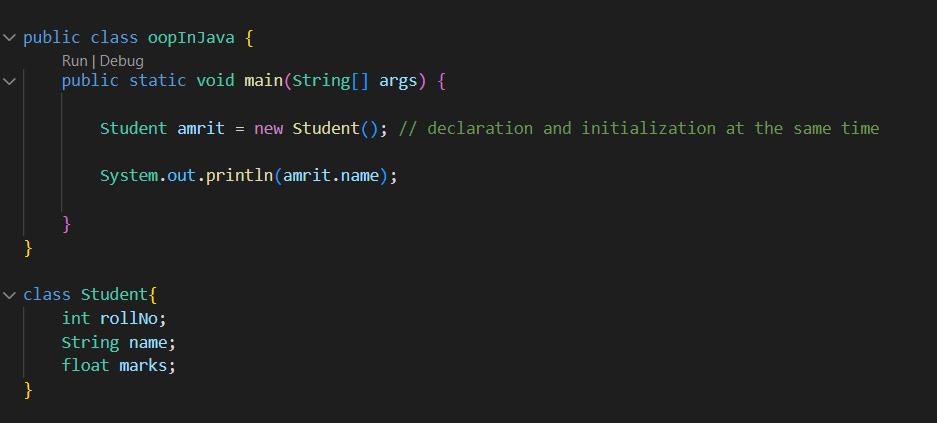 public class oopInJava {
Run | Debug
public static void main(String[] args) {
Student amrit = new Student(); // declaration and initialization at the same time
System.out.println(amrit.name);
}
}
class Student{
int rollNo;
String name;
float marks;
}